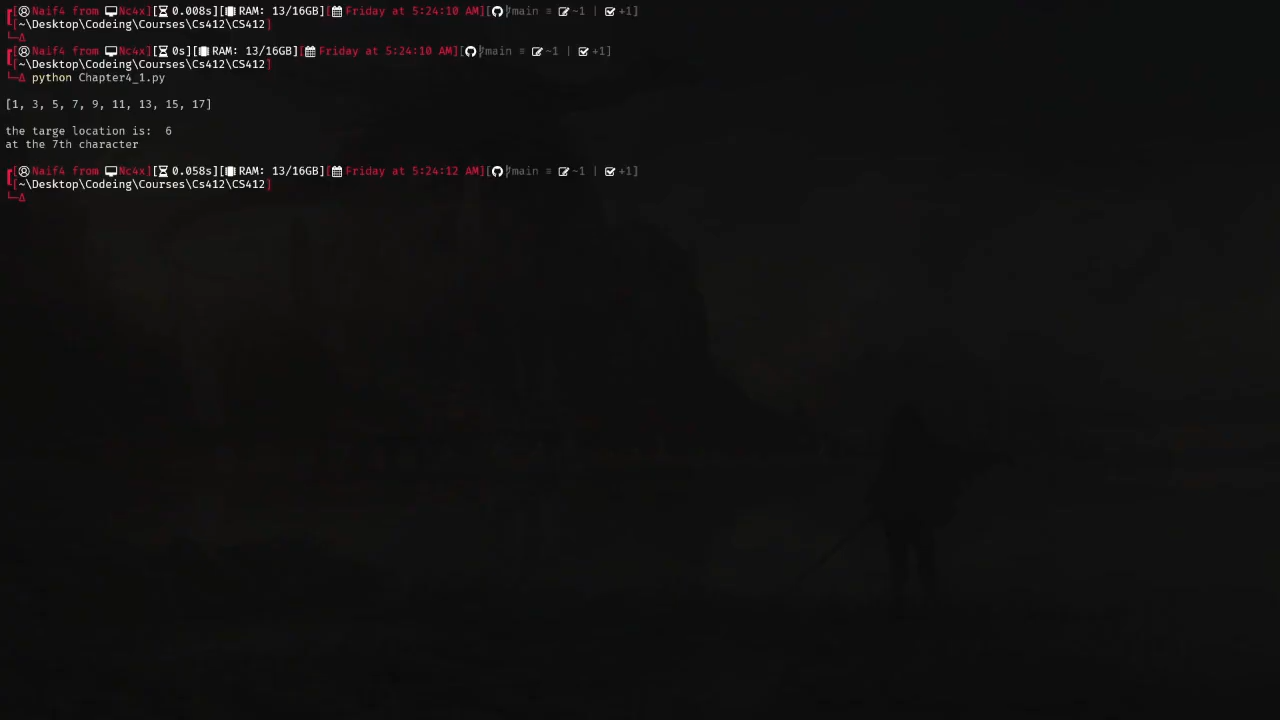 [Naif4 from Nc4x][0.008s][RAM: 13/16GB][Friday at 5:24:10 AM][main ≡ ~1 | +1]
[~\Desktop\Codeing\Courses\Cs412\CS412]
└─Δ
[Naif4 from Nc4x][0s][RAM: 13/16GB][Friday at 5:24:10 AM][main ≡ ~1 | +1]
[~\Desktop\Codeing\Courses\Cs412\CS412]
└─Δ python Chapter4_1.py
[1, 3, 5, 7, 9, 11, 13, 15, 17]
the targe location is:  6
at the 7th character
[Naif4 from Nc4x][0.058s][RAM: 13/16GB][Friday at 5:24:12 AM][main ≡ ~1 | +1]
[~\Desktop\Codeing\Courses\Cs412\CS412]
└─Δ